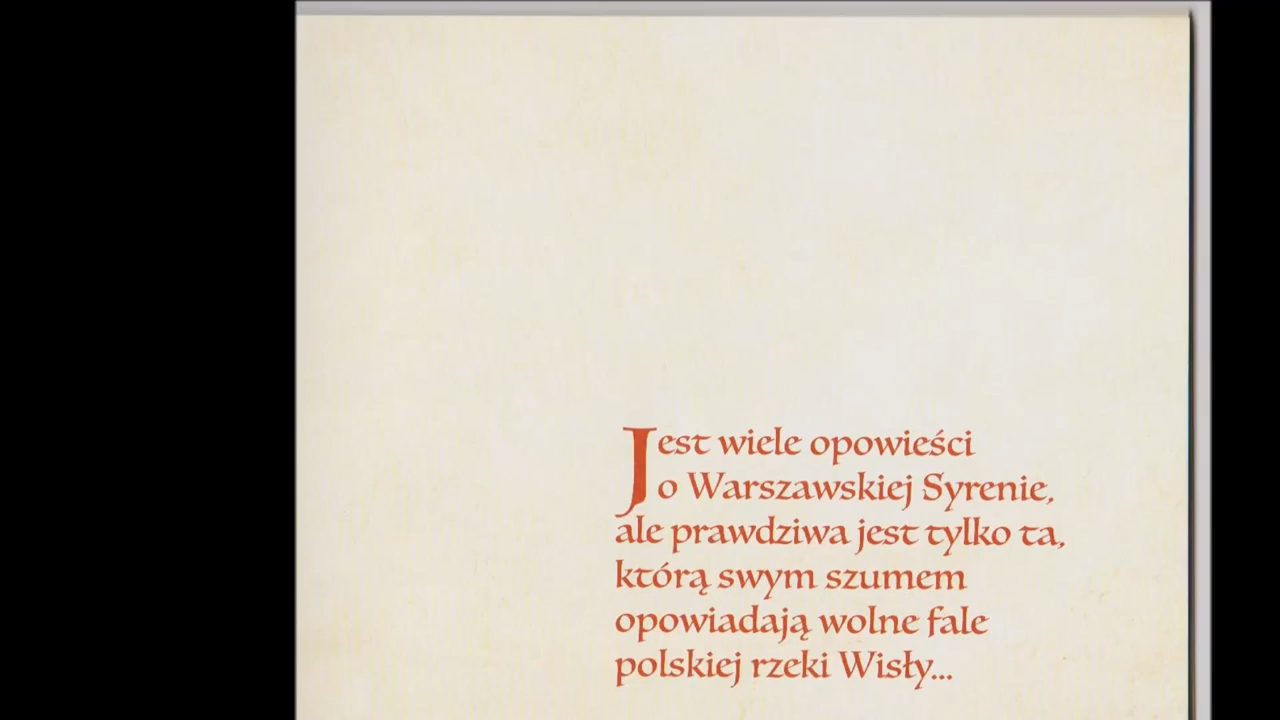 Jest wiele opowieści
o Warszawskiej Syrenie,
ale prawdziwa jest tylko ta,
którą swym szumem
opowiadają wolne fale
polskiej rzeki Wisły...